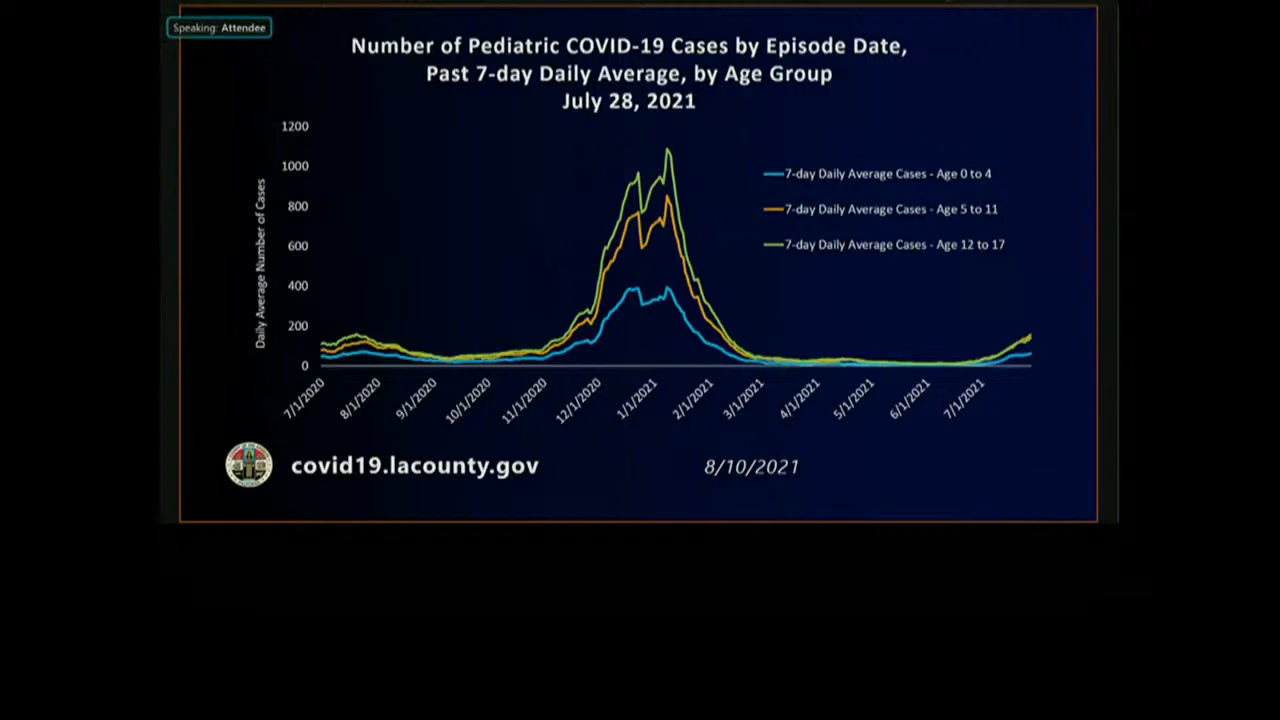 Speaking: Attendee
Number of Pediatric COVID-19 Cases by Episode Date,
Past 7-day Daily Average, by Age Group
July 28, 2021
Daily Average Number of Cases
1200
1000
800
600
400
200
0
7-day Daily Average Cases - Age 0 to 4
7-day Daily Average Cases - Age 5 to 11
7-day Daily Average Cases - Age 12 to 17
7/1/2020
8/1/2020
9/1/2020
10/1/2020
11/1/2020
12/1/2020
1/1/2021
2/1/2021
3/1/2021
4/1/2021
5/1/2021
6/1/2021
7/1/2021
covid19.lacounty.gov
8/10/2021